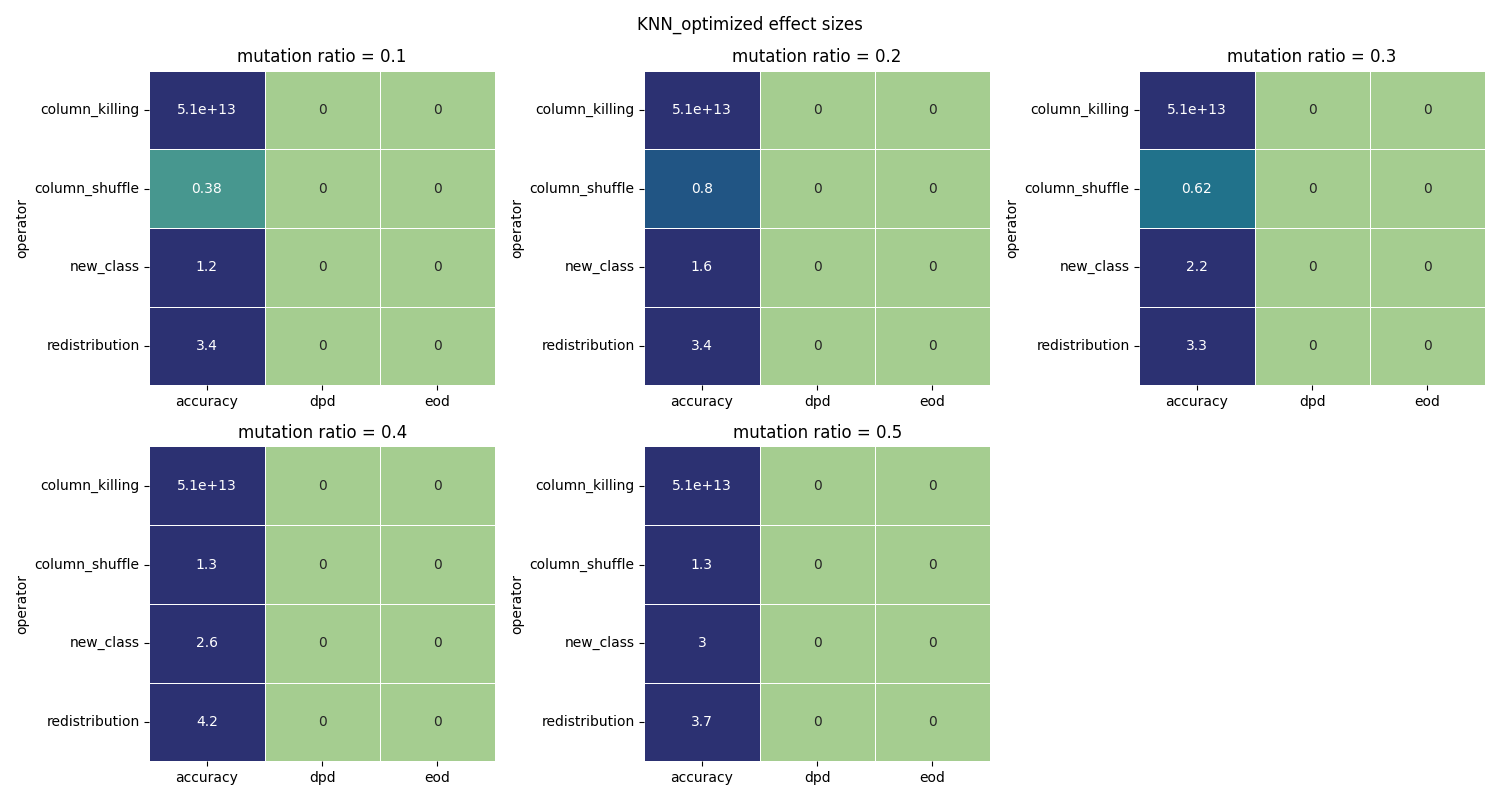 KNN_optimized effect sizes
mutation ratio = 0.1
column_killing 5.1e+13 0 0
column_shuffle 0.38 0 0
new_class 1.2 0 0
redistribution 3.4 0 0
operator
accuracy dpd eod
mutation ratio = 0.2
column_killing 5.1e+13 0 0
column_shuffle 0.8 0 0
new_class 1.6 0 0
redistribution 3.4 0 0
operator
accuracy dpd eod
mutation ratio = 0.3
column_killing 5.1e+13 0 0
column_shuffle 0.62 0 0
new_class 2.2 0 0
redistribution 3.3 0 0
operator
accuracy dpd eod
mutation ratio = 0.4
column_killing 5.1e+13 0 0
column_shuffle 1.3 0 0
new_class 2.6 0 0
redistribution 4.2 0 0
operator
accuracy dpd eod
mutation ratio = 0.5
column_killing 5.1e+13 0 0
column_shuffle 1.3 0 0
new_class 3 0 0
redistribution 3.7 0 0
operator
accuracy dpd eod